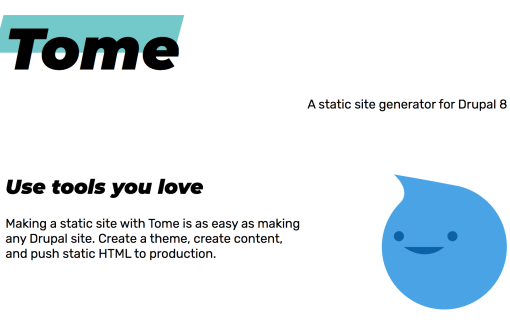 Tome
A static site generator for Drupal 8
Use tools you love
Making a static site with Tome is as easy as making
any Drupal site. Create a theme, create content,
and push static HTML to production.